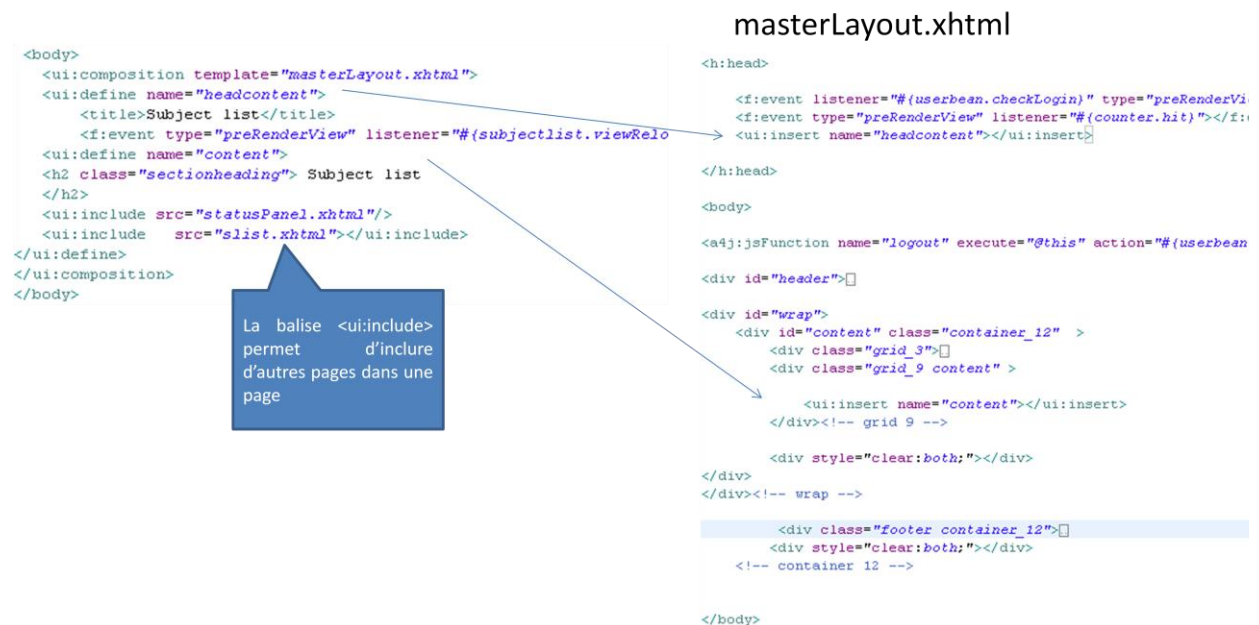 masterLayout.xhtml
<body>
<ui:composition template="masterLayout.xhtml">
<ui:define name="headcontent">
<title>Subject list</title>
<f:event type="preRenderView" listener="#{subjectlist.viewRelo
<ui:define name="content">
<h2 class="sectionheading"> Subject list
</h2>
<ui:include src="statusPanel.xhtml"/>
<ui:include src="slist.xhtml"></ui:include>
</ui:define>
</ui:composition>
</body>
La balise <ui:include>
permet d'inclure
d'autres pages dans une
page
<h:head>
<f:event listener="#{userbean.checkLogin}" type="preRenderVi
<f:event type="preRenderView" listener="#{counter.hit}"></f:e
<ui:insert name="headcontent"></ui:insert>
</h:head>
<body>
<a4j:jsFunction name="logout" execute="@this" action="#{userbean
<div id="header">
<div id="wrap">
<div id="content" class="container_12" >
<div class="grid_3">
<div class="grid_9 content" >
<ui:insert name="content"></ui:insert>
</div><!-- grid 9 -->
<div style="clear:both;"></div>
</div>
</div><!-- wrap -->
<div class="footer container_12">
<div style="clear:both;"></div>
<!-- container 12 -->
</body>